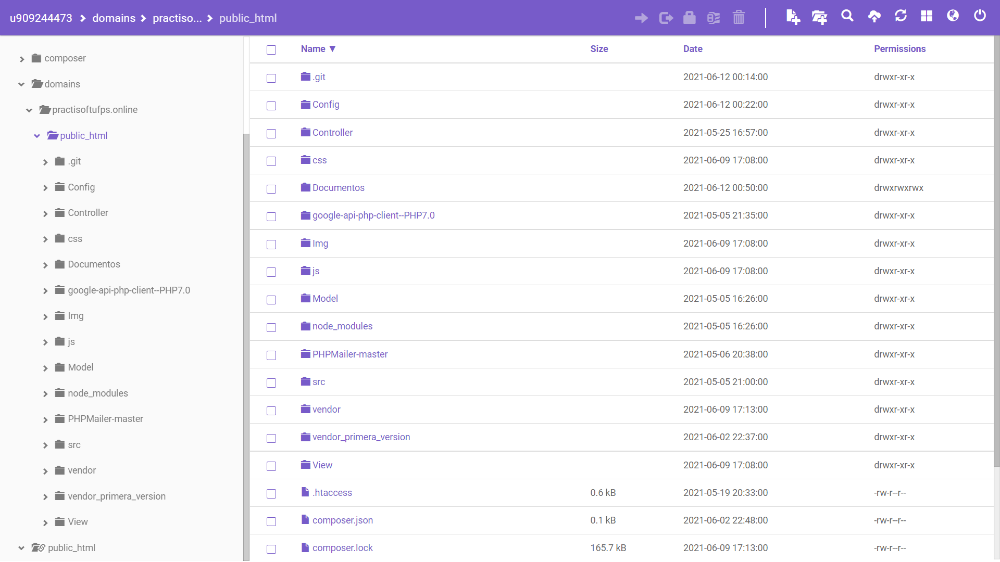 u909244473 domains practiso... public_html
composer
domains
practisoftufps.online
public_html
.git
Config
Controller
css
Documentos
google-api-php-client--PHP7.0
Img
js
Model
node_modules
PHPMailer-master
src
vendor
vendor_primera_version
View
public_html
Name ▼ Size Date Permissions
.git 2021-06-12 00:14:00 drwxr-xr-x
Config 2021-06-12 00:22:00 drwxr-xr-x
Controller 2021-05-25 16:57:00 drwxr-xr-x
css 2021-06-09 17:08:00 drwxr-xr-x
Documentos 2021-06-12 00:50:00 drwxrwxrwx
google-api-php-client--PHP7.0 2021-05-05 21:35:00 drwxr-xr-x
Img 2021-06-09 17:08:00 drwxr-xr-x
js 2021-06-09 17:08:00 drwxr-xr-x
Model 2021-05-05 16:26:00 drwxr-xr-x
node_modules 2021-05-05 16:26:00 drwxr-xr-x
PHPMailer-master 2021-05-06 20:38:00 drwxr-xr-x
src 2021-05-05 21:00:00 drwxr-xr-x
vendor 2021-06-09 17:13:00 drwxr-xr-x
vendor_primera_version 2021-06-02 22:37:00 drwxr-xr-x
View 2021-06-09 17:08:00 drwxr-xr-x
.htaccess 0.6 kB 2021-05-19 20:33:00 -rw-r--r--
composer.json 0.1 kB 2021-06-02 22:48:00 -rw-r--r--
composer.lock 165.7 kB 2021-06-09 17:13:00 -rw-r--r--